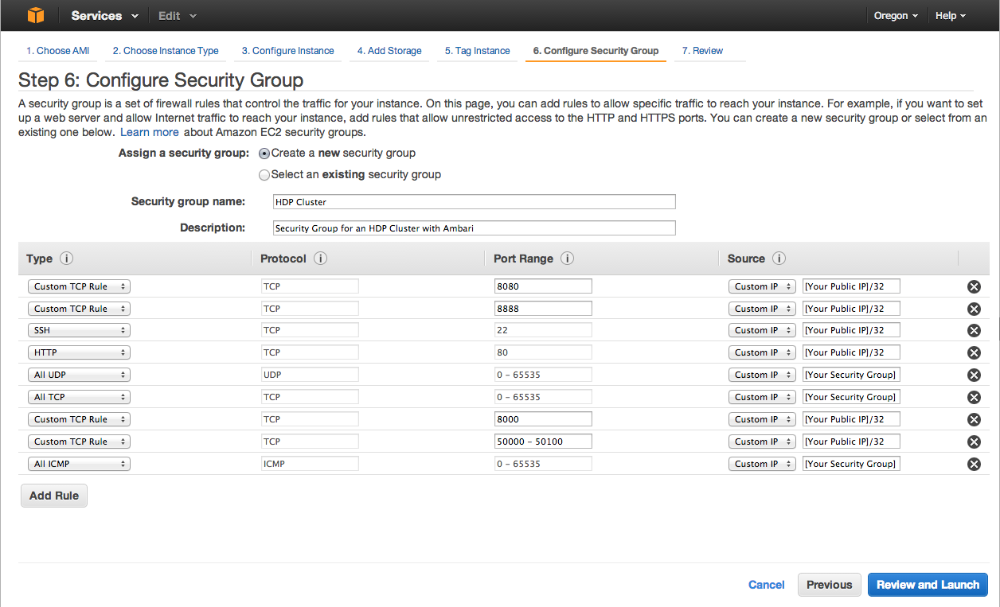 Services Edit Oregon Help
1. Choose AMI 2. Choose Instance Type 3. Configure Instance 4. Add Storage 5. Tag Instance 6. Configure Security Group 7. Review
Step 6: Configure Security Group
A security group is a set of firewall rules that control the traffic for your instance. On this page, you can add rules to allow specific traffic to reach your instance. For example, if you want to set
up a web server and allow Internet traffic to reach your instance, add rules that allow unrestricted access to the HTTP and HTTPS ports. You can create a new security group or select from an
existing one below. Learn more about Amazon EC2 security groups.
Assign a security group: Create a new security group
Select an existing security group
Security group name: HDP Cluster
Description: Security Group for an HDP Cluster with Ambari
Type i Protocol i Port Range i Source i
Custom TCP Rule TCP 8080 Custom IP [Your Public IP]/32
Custom TCP Rule TCP 8888 Custom IP [Your Public IP]/32
SSH TCP 22 Custom IP [Your Public IP]/32
HTTP TCP 80 Custom IP [Your Public IP]/32
All UDP UDP 0 – 65535 Custom IP [Your Security Group]
All TCP TCP 0 – 65535 Custom IP [Your Security Group]
Custom TCP Rule TCP 8000 Custom IP [Your Public IP]/32
Custom TCP Rule TCP 50000 – 50100 Custom IP [Your Public IP]/32
All ICMP ICMP 0 – 65535 Custom IP [Your Security Group]
Add Rule
Cancel Previous Review and Launch